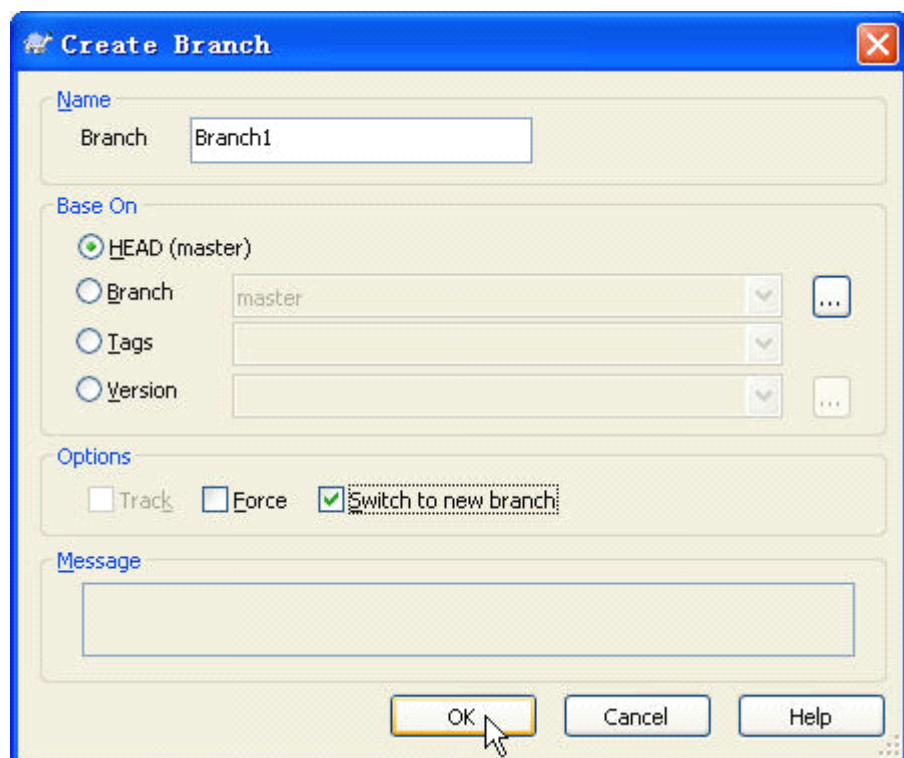 Create Branch
Name
Branch Branch1
Base On
HEAD (master)
Branch master ...
Tags
Version ...
Options
Track Force Switch to new branch
Message
OK Cancel Help